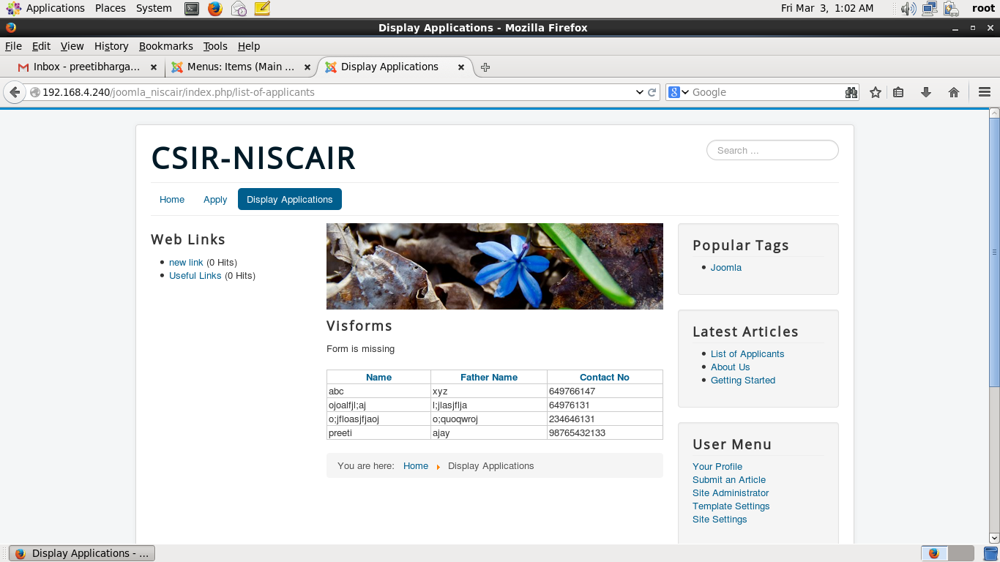 Applications Places System Fri Mar 3, 1:02 AM root
Display Applications - Mozilla Firefox
File Edit View History Bookmarks Tools Help
Inbox - preetibharga... Menus: Items (Main ... Display Applications
192.168.4.240/joomla_niscair/index.php/list-of-applicants Google
CSIR-NISCAIR
Search ...
Home Apply Display Applications
Web Links
new link (0 Hits)
Useful Links (0 Hits)
Visforms
Form is missing
Name Father Name Contact No
abc xyz 649766147
ojoalfjl;aj l;jlasjflja 64976131
o;jfloasjfjaoj o;quoqwroj 234646131
preeti ajay 98765432133
You are here: Home Display Applications
Popular Tags
Joomla
Latest Articles
List of Applicants
About Us
Getting Started
User Menu
Your Profile
Submit an Article
Site Administrator
Template Settings
Site Settings
Display Applications - ...